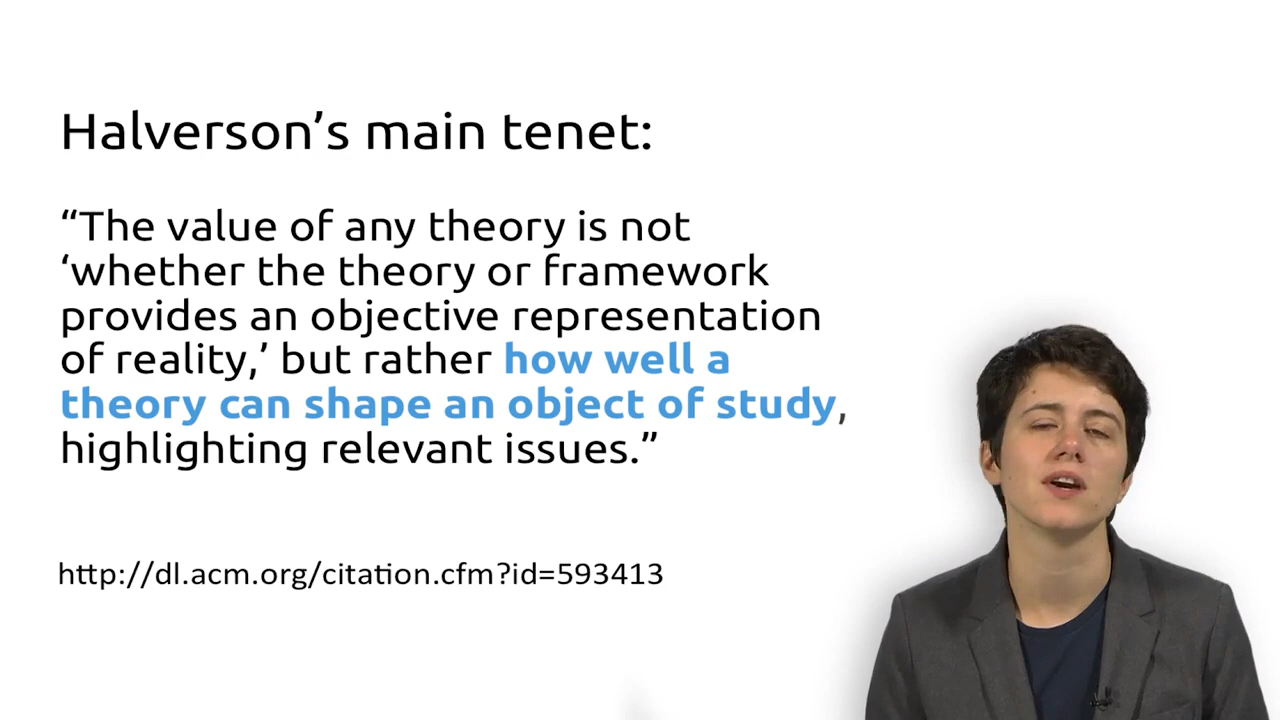 Halverson’s main tenet:
“The value of any theory is not
‘whether the theory or framework
provides an objective representation
of reality,’ but rather how well a
theory can shape an object of study,
highlighting relevant issues.”
http://dl.acm.org/citation.cfm?id=593413